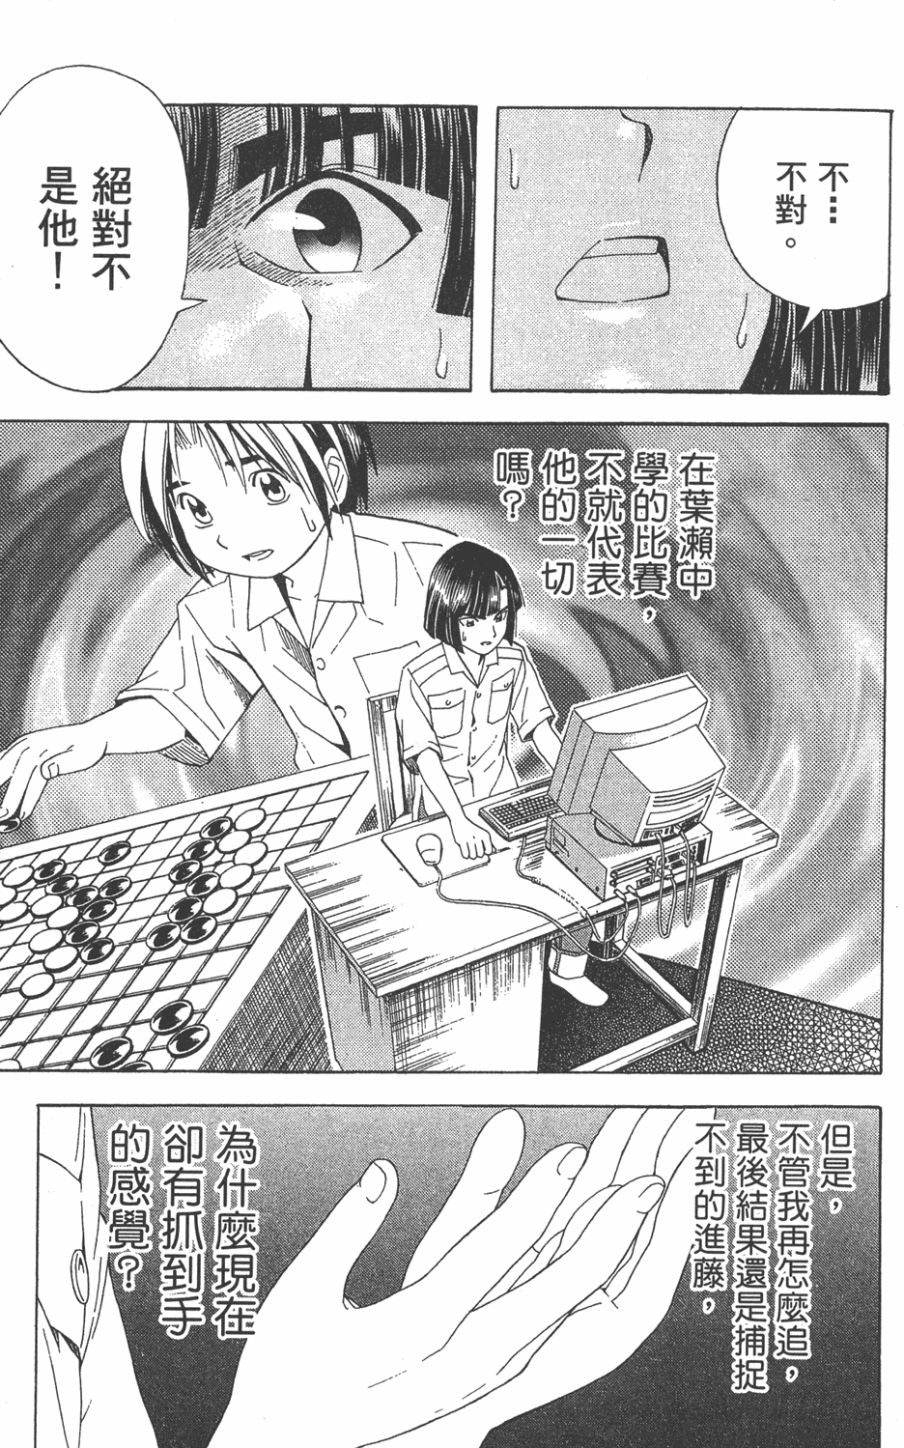 不⋯
不對。
絕對不
是他！
在葉瀨中
學的比賽，
不就代表
他的一切
嗎？
但是，
不管我再怎麼追，
最後結果還是捕捉
不到的進藤，
為什麼現在
卻有抓到手
的感覺？